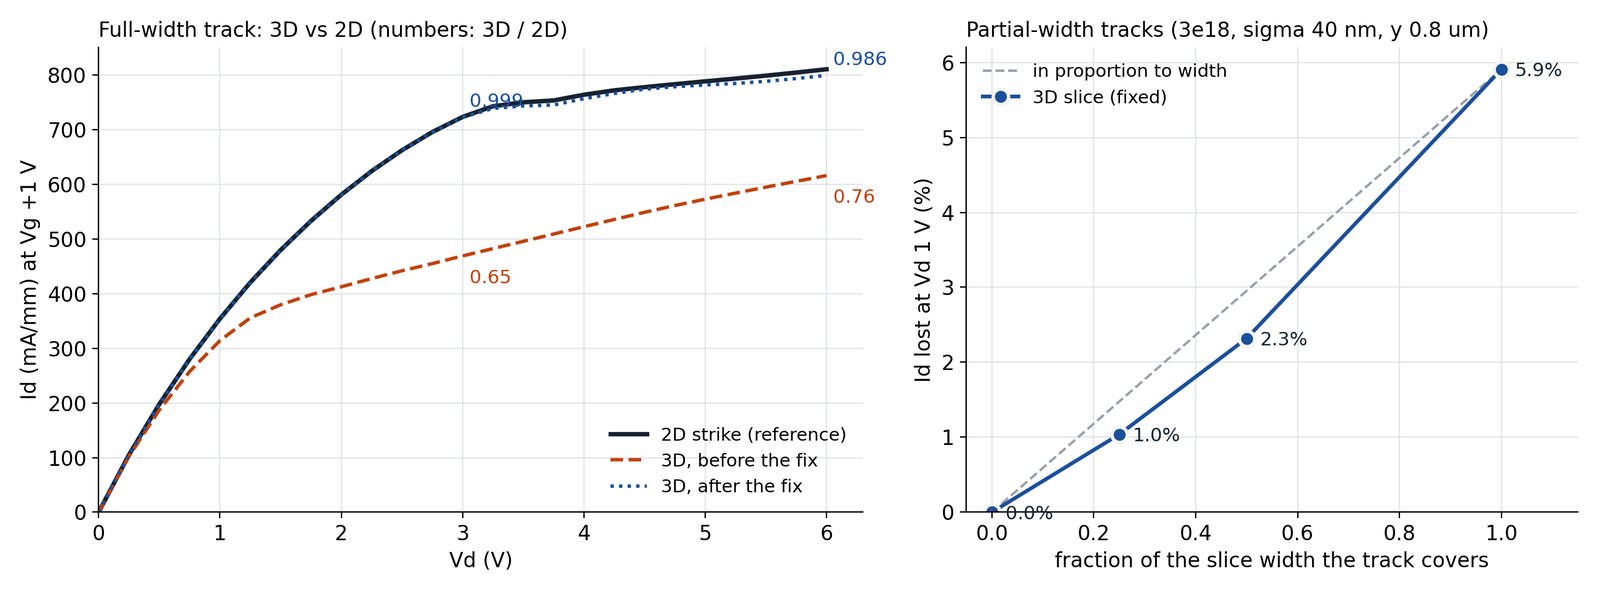 Full-width track: 3D vs 2D (numbers: 3D / 2D)
Id (mA/mm) at Vg +1 V
800
700
600
500
400
300
200
100
0
0.986
0.999
0.76
0.65
2D strike (reference)
3D, before the fix
3D, after the fix
0 1 2 3 4 5 6
Vd (V)
Partial-width tracks (3e18, sigma 40 nm, y 0.8 um)
Id lost at Vd 1 V (%)
6
5
4
3
2
1
0
in proportion to width
3D slice (fixed)
5.9%
2.3%
1.0%
0.0%
0.0 0.2 0.4 0.6 0.8 1.0
fraction of the slice width the track covers